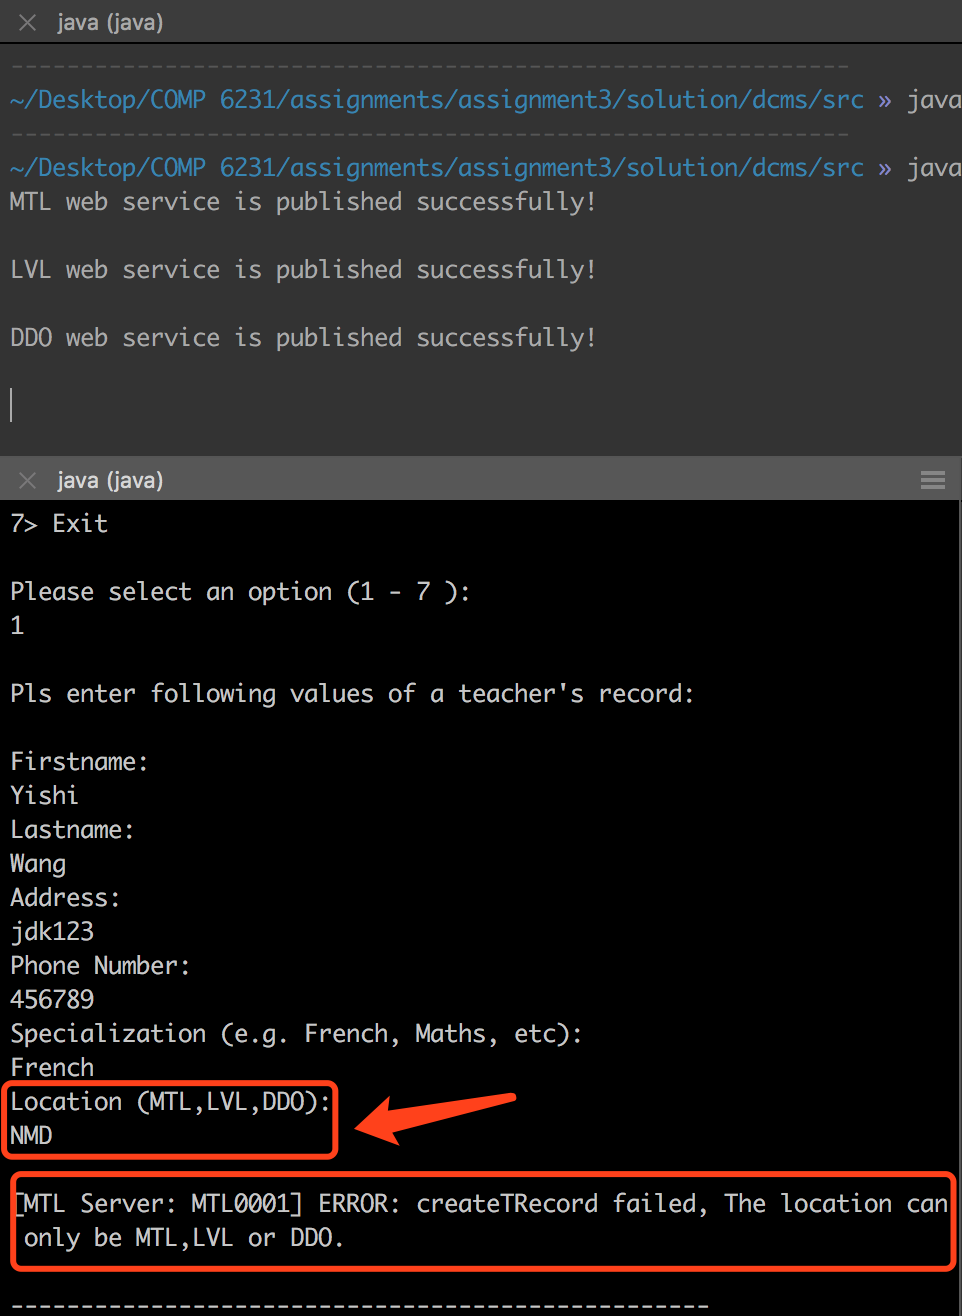 java (java)
------------------------------------------------------------
~/Desktop/COMP 6231/assignments/assignment3/solution/dcms/src » java
------------------------------------------------------------
~/Desktop/COMP 6231/assignments/assignment3/solution/dcms/src » java
MTL web service is published successfully!
LVL web service is published successfully!
DDO web service is published successfully!
java (java)
7> Exit
Please select an option (1 - 7 ):
1
Pls enter following values of a teacher's record:
Firstname:
Yishi
Lastname:
Wang
Address:
jdk123
Phone Number:
456789
Specialization (e.g. French, Maths, etc):
French
Location (MTL,LVL,DDO):
NMD
[MTL Server: MTL0001] ERROR: createTRecord failed, The location can
only be MTL,LVL or DDO.
--------------------------------------------------